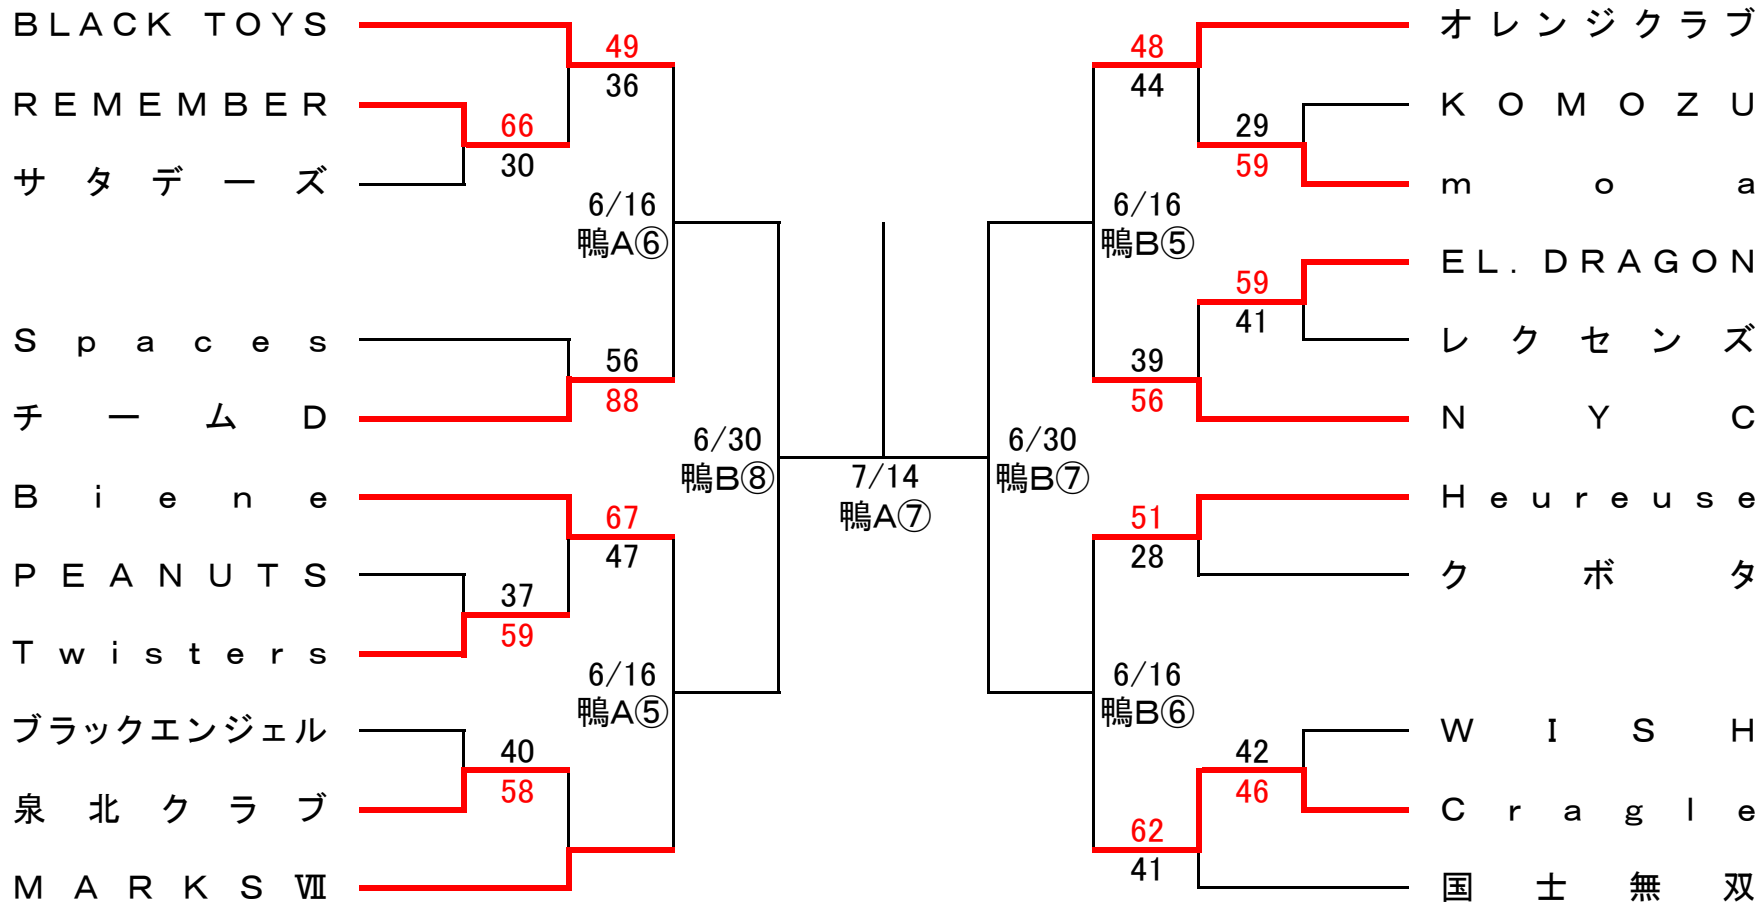 BLACK TOYS
49
36
REMEMBER
66
30
サタデーズ
6/16
鴨A⑥
Spaces
56
88
チームD
6/30
鴨B⑧
Biene
67
47
PEANUTS
37
59
Twisters
6/16
鴨A⑤
ブラックエンジェル
40
58
泉北クラブ
MARKSⅦ
7/14
鴨A⑦
オレンジクラブ
48
44
KOMOZU
29
59
moa
6/16
鴨B⑤
EL.DRAGON
59
41
レクセンズ
39
56
NYC
6/30
鴨B⑦
Heureuse
51
28
クボタ
6/16
鴨B⑥
WISH
42
46
Cragle
62
41
国士無双